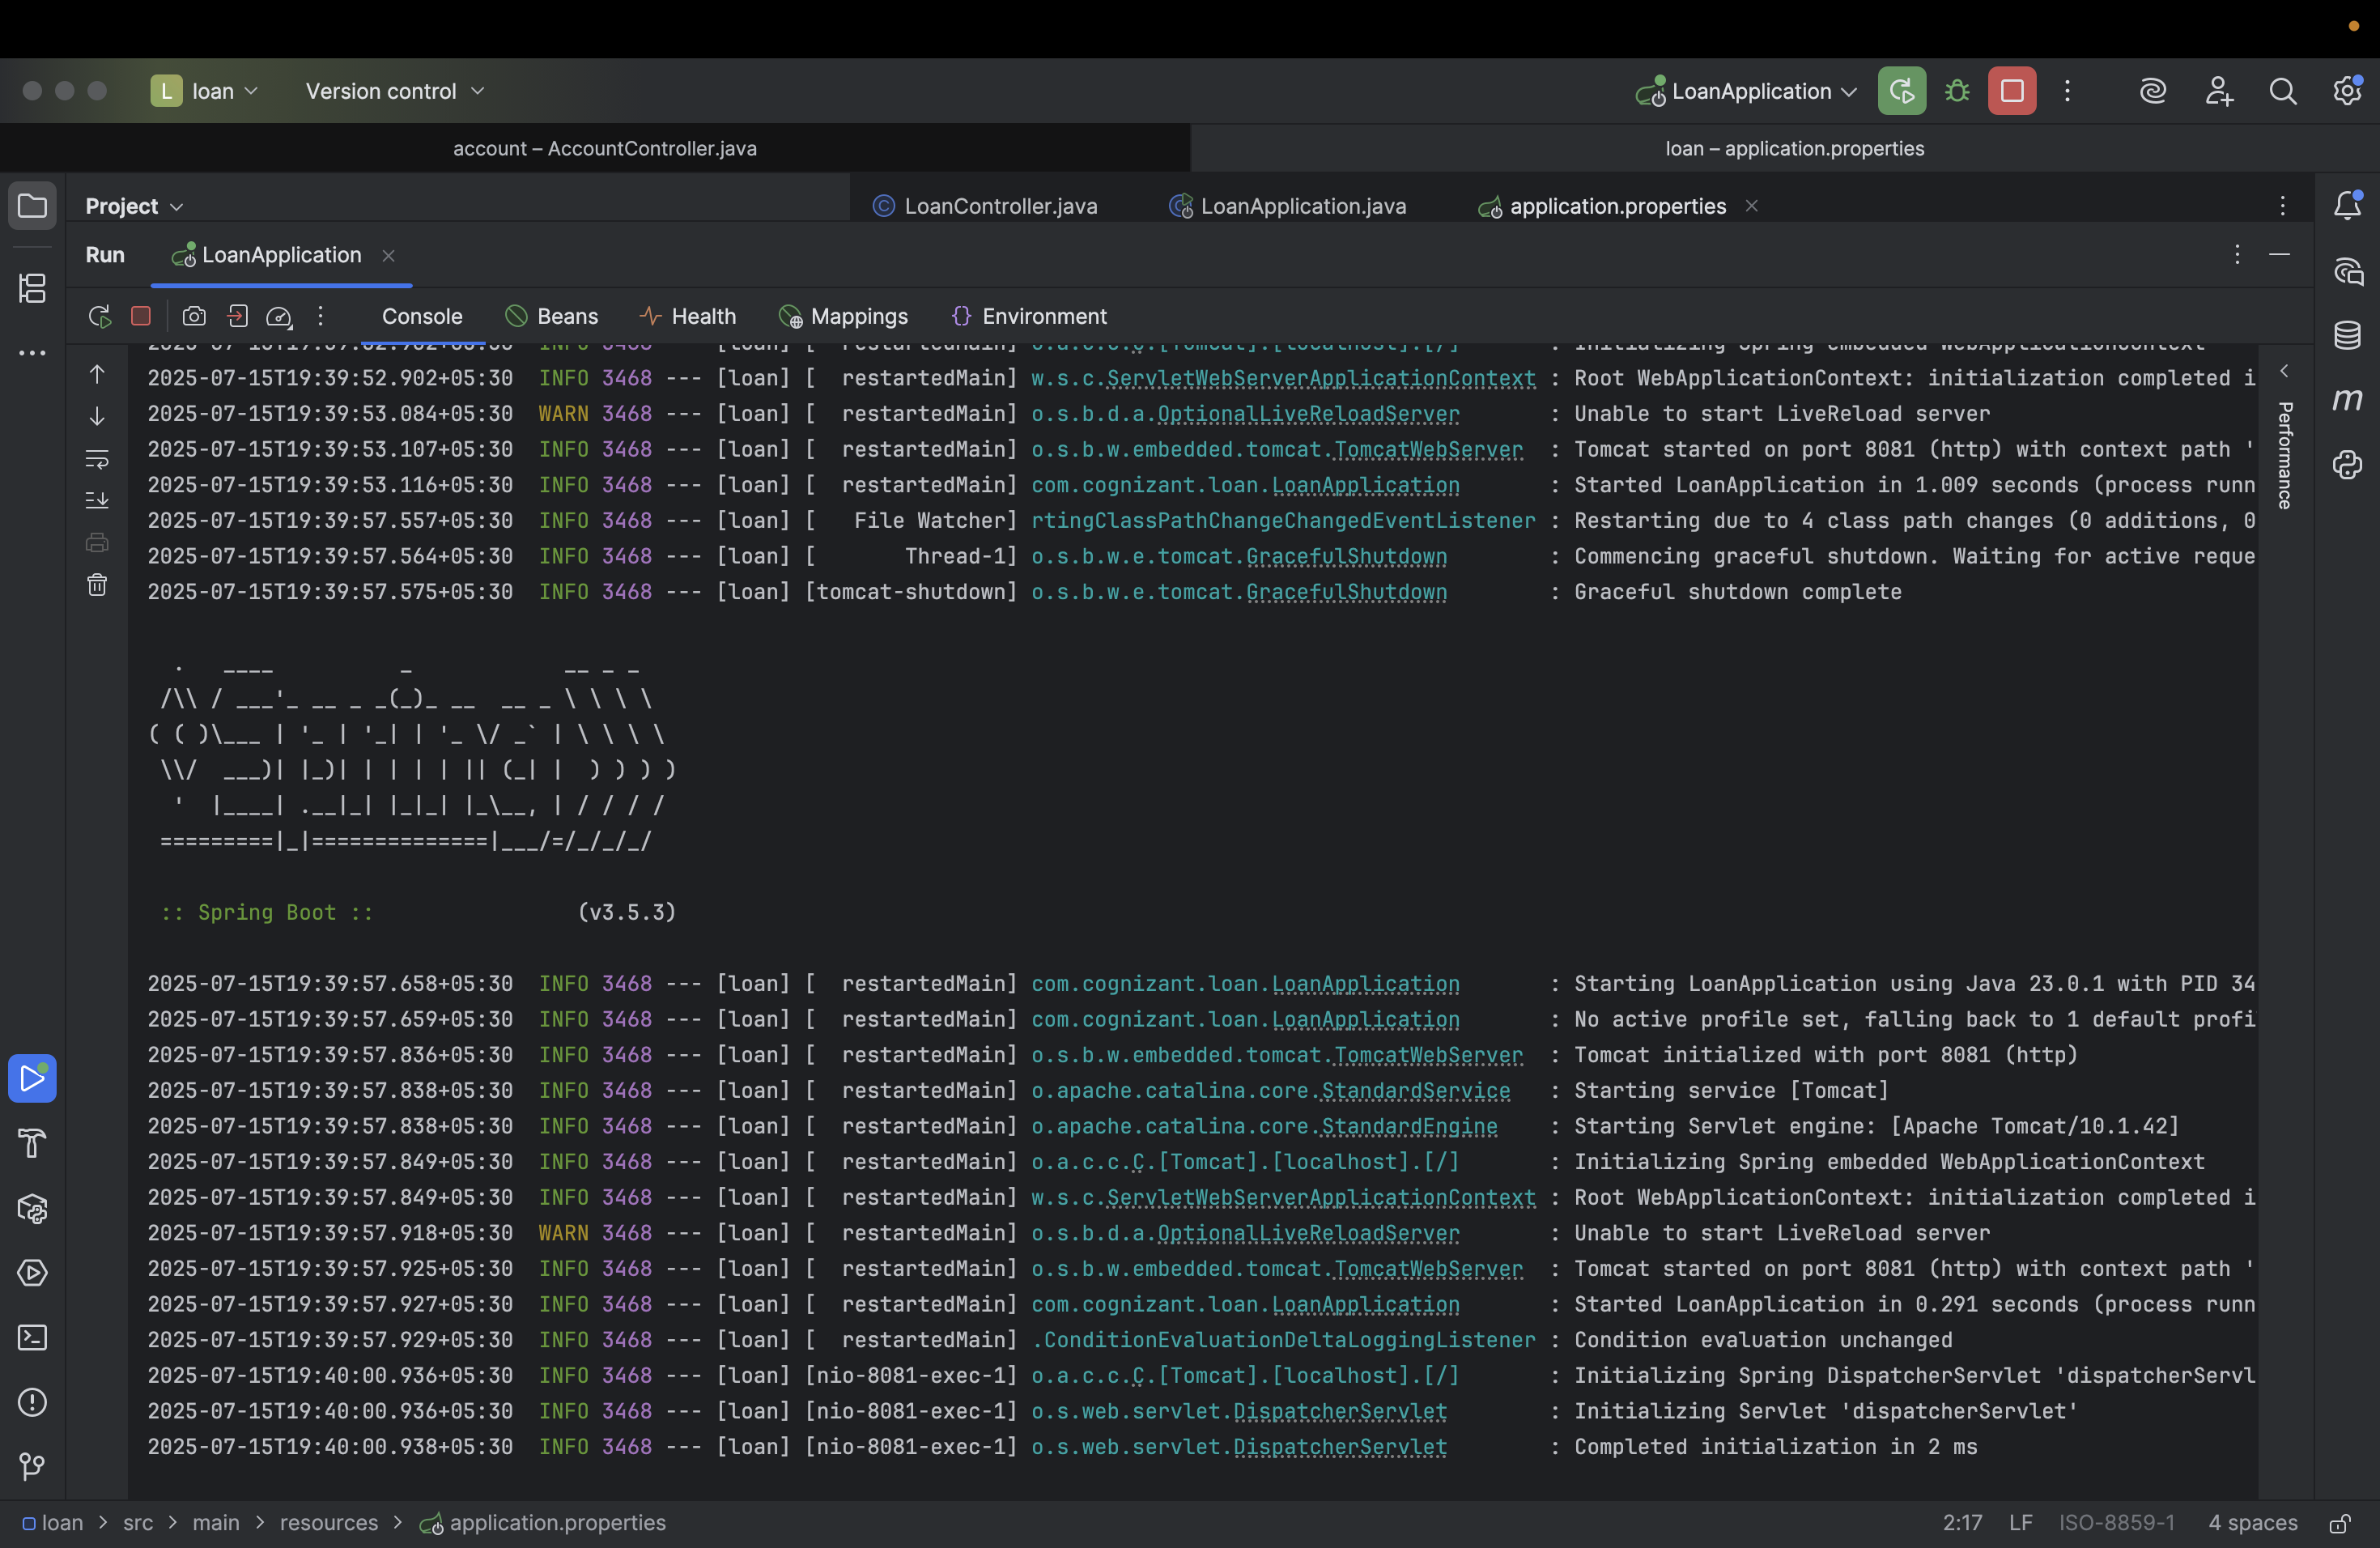 L loan Version control LoanApplication
account – AccountController.java loan – application.properties
Project LoanController.java LoanApplication.java application.properties
Run LoanApplication
Console Beans Health Mappings Environment
2025-07-15T19:39:52.902+05:30 INFO 3468 --- [loan] [ restartedMain] o.a.c.c.C.[Tomcat].[localhost].[/] : Initializing Spring embedded WebApplicationContext
2025-07-15T19:39:52.902+05:30 INFO 3468 --- [loan] [ restartedMain] w.s.c.ServletWebServerApplicationContext : Root WebApplicationContext: initialization completed i
2025-07-15T19:39:53.084+05:30 WARN 3468 --- [loan] [ restartedMain] o.s.b.d.a.OptionalLiveReloadServer : Unable to start LiveReload server
2025-07-15T19:39:53.107+05:30 INFO 3468 --- [loan] [ restartedMain] o.s.b.w.embedded.tomcat.TomcatWebServer : Tomcat started on port 8081 (http) with context path '
2025-07-15T19:39:53.116+05:30 INFO 3468 --- [loan] [ restartedMain] com.cognizant.loan.LoanApplication : Started LoanApplication in 1.009 seconds (process runn
2025-07-15T19:39:57.557+05:30 INFO 3468 --- [loan] [ File Watcher] rtingClassPathChangeChangedEventListener : Restarting due to 4 class path changes (0 additions, 0
2025-07-15T19:39:57.564+05:30 INFO 3468 --- [loan] [ Thread-1] o.s.b.w.e.tomcat.GracefulShutdown : Commencing graceful shutdown. Waiting for active reque
2025-07-15T19:39:57.575+05:30 INFO 3468 --- [loan] [tomcat-shutdown] o.s.b.w.e.tomcat.GracefulShutdown : Graceful shutdown complete
  .   ____          _            __ _ _
 /\\ / ___'_ __ _ _(_)_ __  __ _ \ \ \ \
( ( )\___ | '_ | '_| | '_ \/ _` | \ \ \ \
 \\/  ___)| |_)| | | | | || (_| |  ) ) ) )
  '  |____| .__|_| |_|_| |_\__, | / / / /
 =========|_|==============|___/=/_/_/_/
:: Spring Boot :: (v3.5.3)
2025-07-15T19:39:57.658+05:30 INFO 3468 --- [loan] [ restartedMain] com.cognizant.loan.LoanApplication : Starting LoanApplication using Java 23.0.1 with PID 34
2025-07-15T19:39:57.659+05:30 INFO 3468 --- [loan] [ restartedMain] com.cognizant.loan.LoanApplication : No active profile set, falling back to 1 default profi
2025-07-15T19:39:57.836+05:30 INFO 3468 --- [loan] [ restartedMain] o.s.b.w.embedded.tomcat.TomcatWebServer : Tomcat initialized with port 8081 (http)
2025-07-15T19:39:57.838+05:30 INFO 3468 --- [loan] [ restartedMain] o.apache.catalina.core.StandardService : Starting service [Tomcat]
2025-07-15T19:39:57.838+05:30 INFO 3468 --- [loan] [ restartedMain] o.apache.catalina.core.StandardEngine : Starting Servlet engine: [Apache Tomcat/10.1.42]
2025-07-15T19:39:57.849+05:30 INFO 3468 --- [loan] [ restartedMain] o.a.c.c.C.[Tomcat].[localhost].[/] : Initializing Spring embedded WebApplicationContext
2025-07-15T19:39:57.849+05:30 INFO 3468 --- [loan] [ restartedMain] w.s.c.ServletWebServerApplicationContext : Root WebApplicationContext: initialization completed i
2025-07-15T19:39:57.918+05:30 WARN 3468 --- [loan] [ restartedMain] o.s.b.d.a.OptionalLiveReloadServer : Unable to start LiveReload server
2025-07-15T19:39:57.925+05:30 INFO 3468 --- [loan] [ restartedMain] o.s.b.w.embedded.tomcat.TomcatWebServer : Tomcat started on port 8081 (http) with context path '
2025-07-15T19:39:57.927+05:30 INFO 3468 --- [loan] [ restartedMain] com.cognizant.loan.LoanApplication : Started LoanApplication in 0.291 seconds (process runn
2025-07-15T19:39:57.929+05:30 INFO 3468 --- [loan] [ restartedMain] .ConditionEvaluationDeltaLoggingListener : Condition evaluation unchanged
2025-07-15T19:40:00.936+05:30 INFO 3468 --- [loan] [nio-8081-exec-1] o.a.c.c.C.[Tomcat].[localhost].[/] : Initializing Spring DispatcherServlet 'dispatcherServl
2025-07-15T19:40:00.936+05:30 INFO 3468 --- [loan] [nio-8081-exec-1] o.s.web.servlet.DispatcherServlet : Initializing Servlet 'dispatcherServlet'
2025-07-15T19:40:00.938+05:30 INFO 3468 --- [loan] [nio-8081-exec-1] o.s.web.servlet.DispatcherServlet : Completed initialization in 2 ms
Performance
m
loan > src > main > resources > application.properties 2:17 LF ISO-8859-1 4 spaces